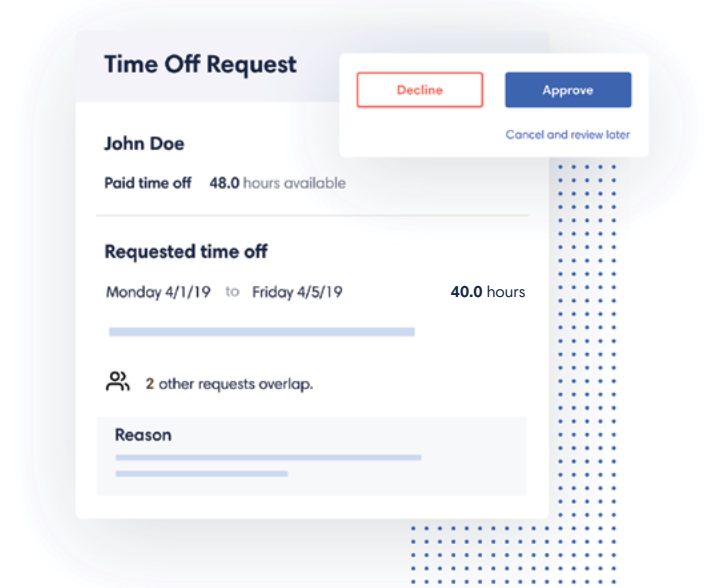 Time Off Request
Decline
Approve
Cancel and review later
John Doe
Paid time off 48.0 hours available
Requested time off
Monday 4/1/19 to Friday 4/5/19 40.0 hours
2 other requests overlap.
Reason